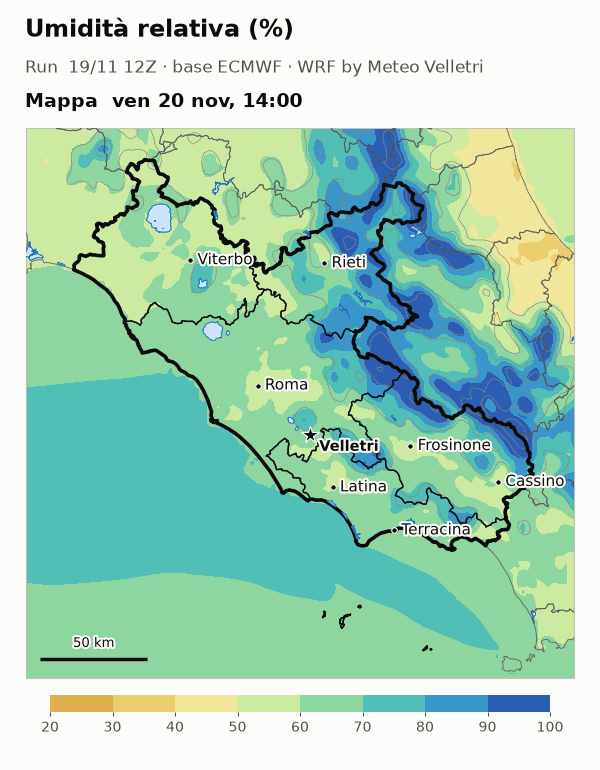 Umidità relativa (%)
Run  19/11 12Z · base ECMWF · WRF by Meteo Velletri
Mappa  ven 20 nov, 14:00
Viterbo
Rieti
Roma
Velletri
Frosinone
Cassino
Latina
Terracina
50 km
20 30 40 50 60 70 80 90 100